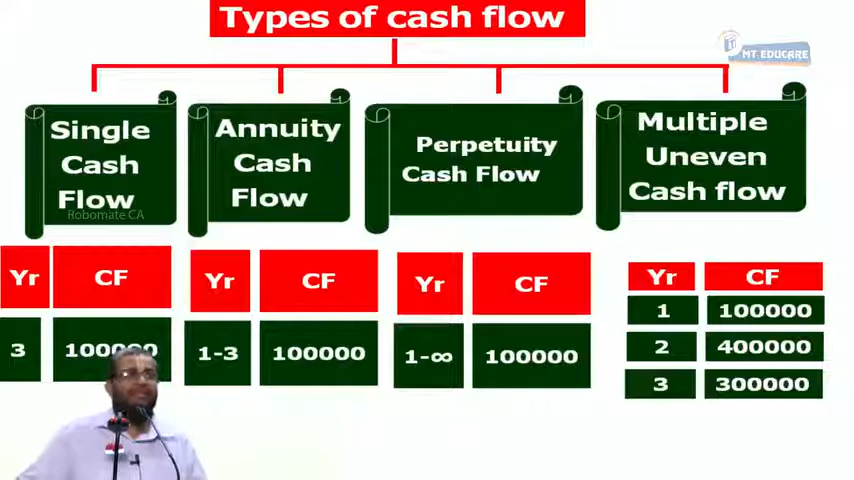 Types of cash flow
MT EDUCARE
Single
Cash
Flow
Robomate CA
Annuity
Cash
Flow
Perpetuity
Cash Flow
Multiple
Uneven
Cash flow
Yr CF
3 100000
Yr CF
1-3 100000
Yr CF
1-∞ 100000
Yr CF
1 100000
2 400000
3 300000